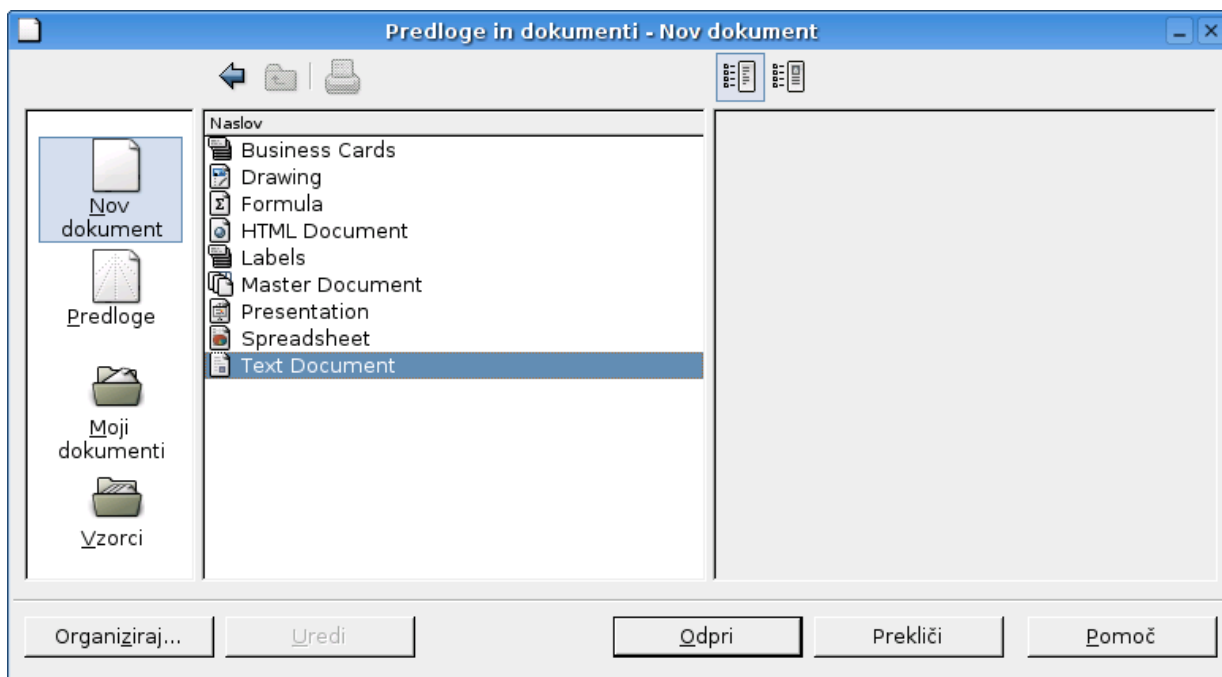 Predloge in dokumenti - Nov dokument
Nov
dokument
Predloge
Moji
dokumenti
Vzorci
Naslov
Business Cards
Drawing
Formula
HTML Document
Labels
Master Document
Presentation
Spreadsheet
Text Document
Organiziraj...
Uredi
Odpri
Prekliči
Pomoč